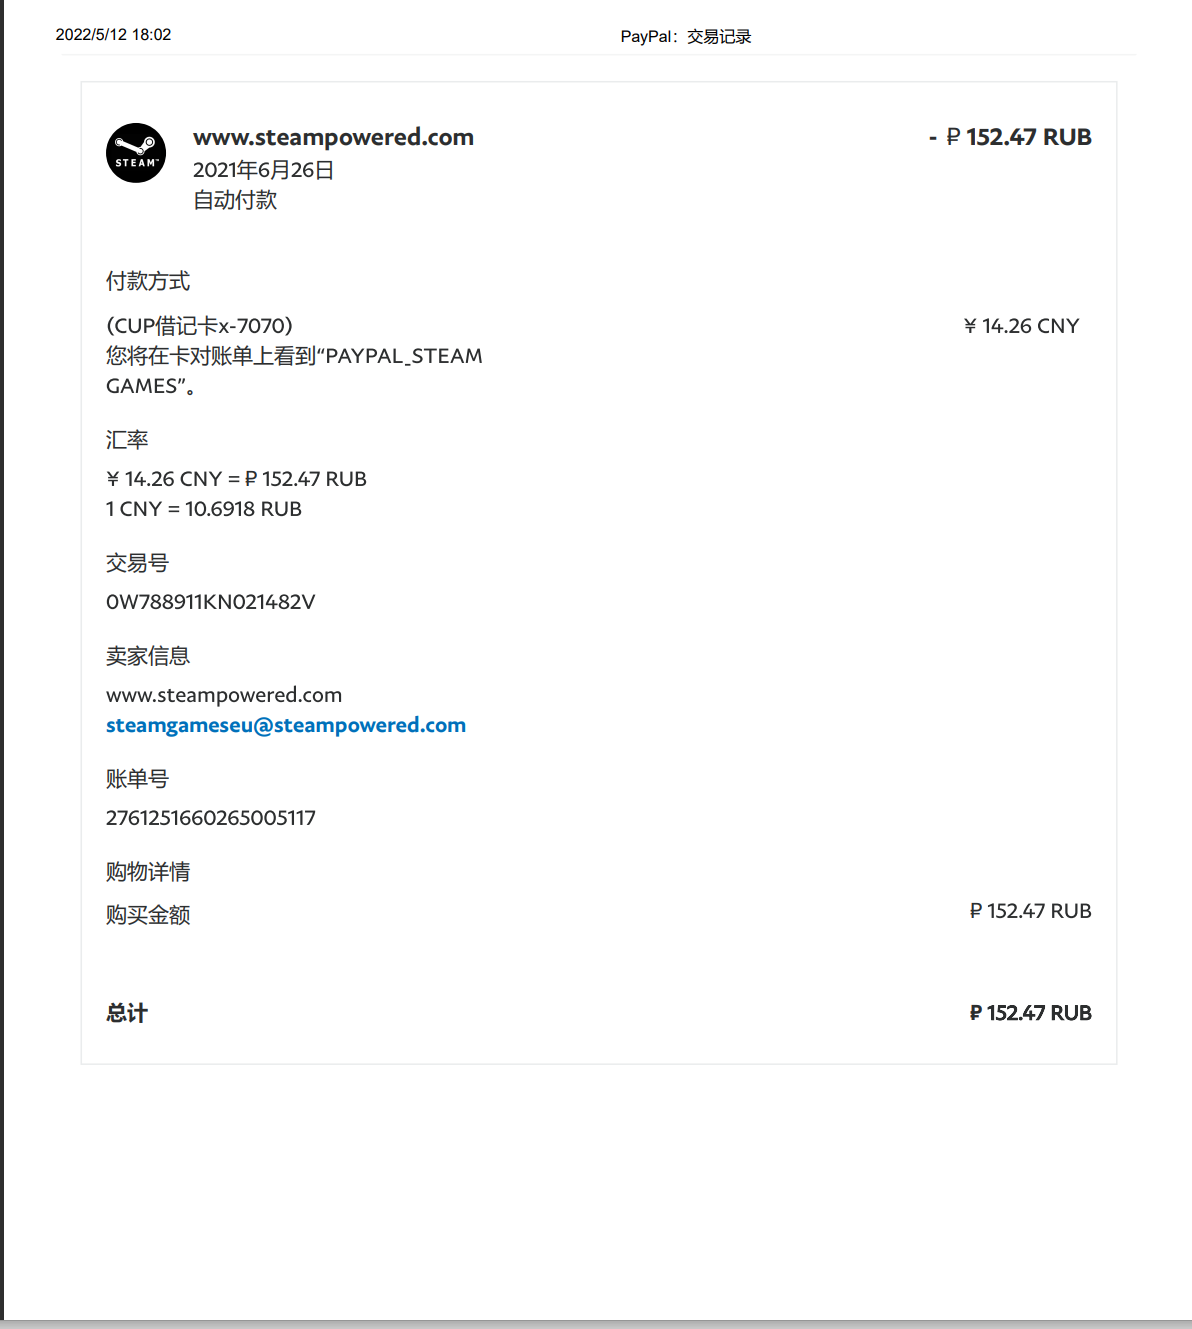 2022/5/12 18:02
PayPal：交易记录
STEAM™
www.steampowered.com
- ₽ 152.47 RUB
2021年6月26日
自动付款
付款方式
(CUP借记卡x-7070)
¥ 14.26 CNY
您将在卡对账单上看到“PAYPAL_STEAM
GAMES”。
汇率
¥ 14.26 CNY = ₽ 152.47 RUB
1 CNY = 10.6918 RUB
交易号
0W788911KN021482V
卖家信息
www.steampowered.com
steamgameseu@steampowered.com
账单号
2761251660265005117
购物详情
购买金额
₽ 152.47 RUB
总计
₽ 152.47 RUB